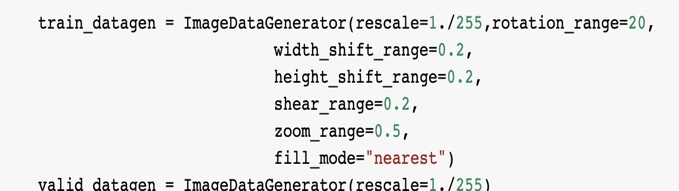 train_datagen = ImageDataGenerator(rescale=1./255,rotation_range=20,
width_shift_range=0.2,
height_shift_range=0.2,
shear_range=0.2,
zoom_range=0.5,
fill_mode="nearest")
valid_datagen = ImageDataGenerator(rescale=1./255)